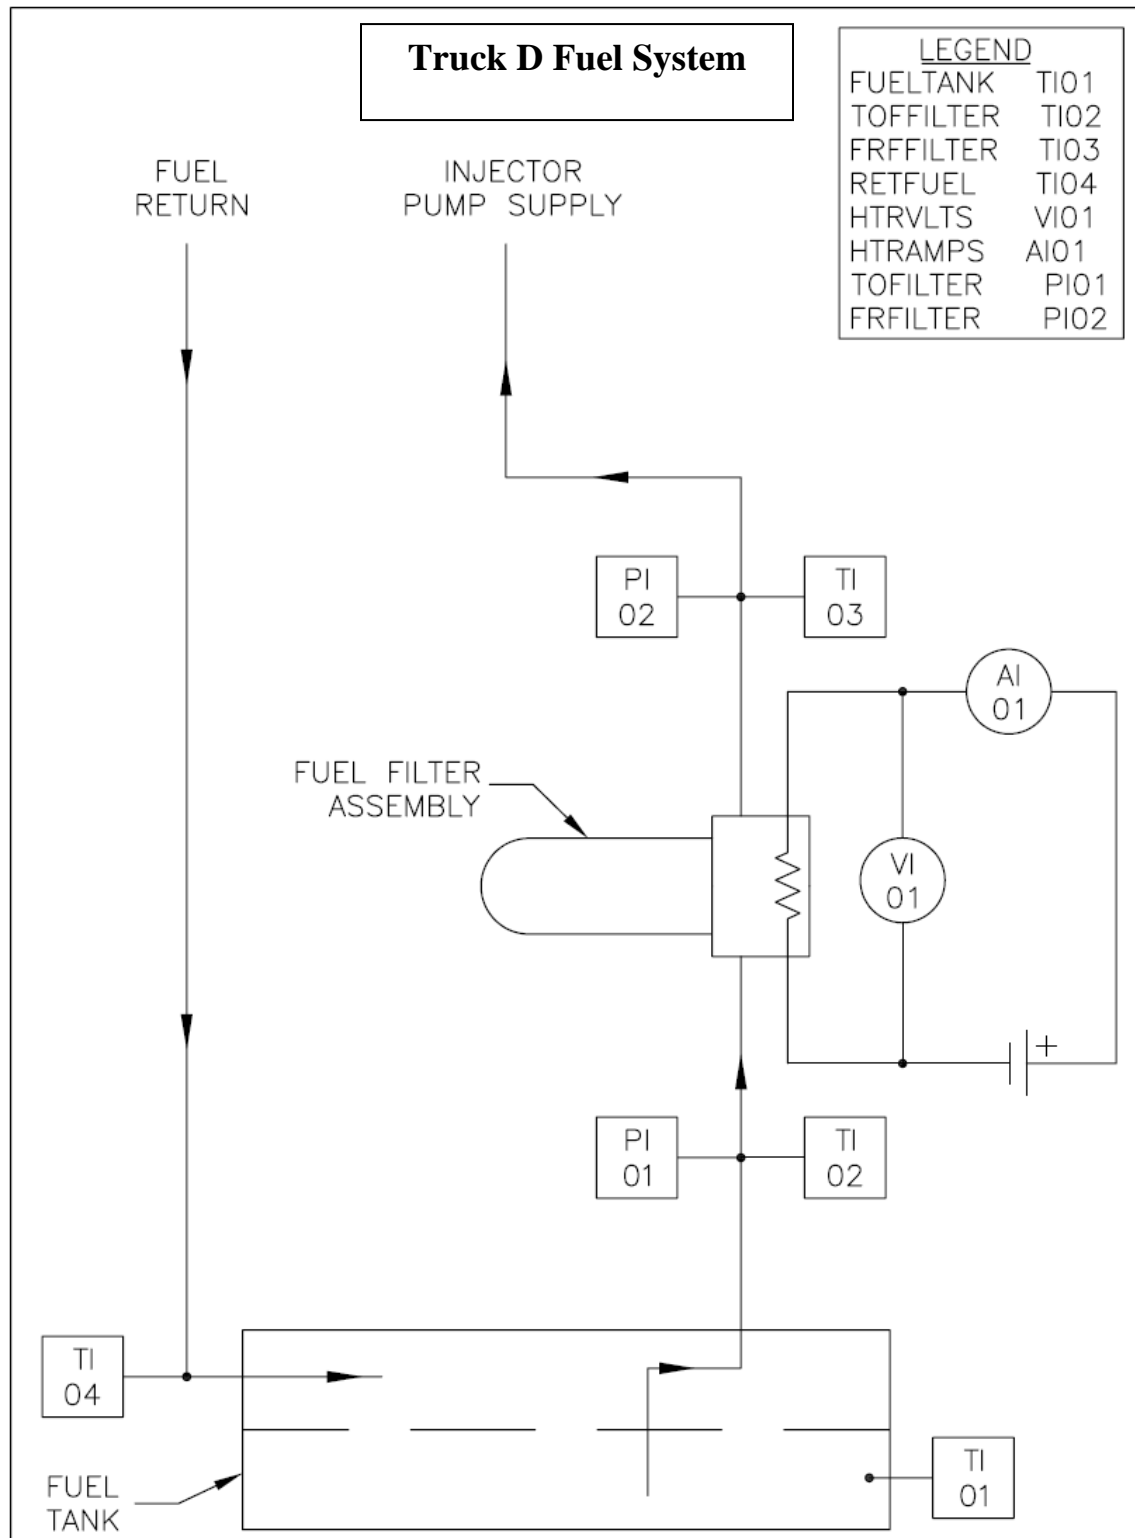 Truck D Fuel System
LEGEND
FUELTANK TI01
TOFFILTER TI02
FRFFILTER TI03
RETFUEL TI04
HTRVLTS VI01
HTRAMPS AI01
TOFILTER PI01
FRFILTER PI02
FUEL
RETURN
INJECTOR
PUMP SUPPLY
PI
02
TI
03
AI
01
FUEL FILTER
ASSEMBLY
VI
01
+
PI
01
TI
02
TI
04
FUEL
TANK
TI
01